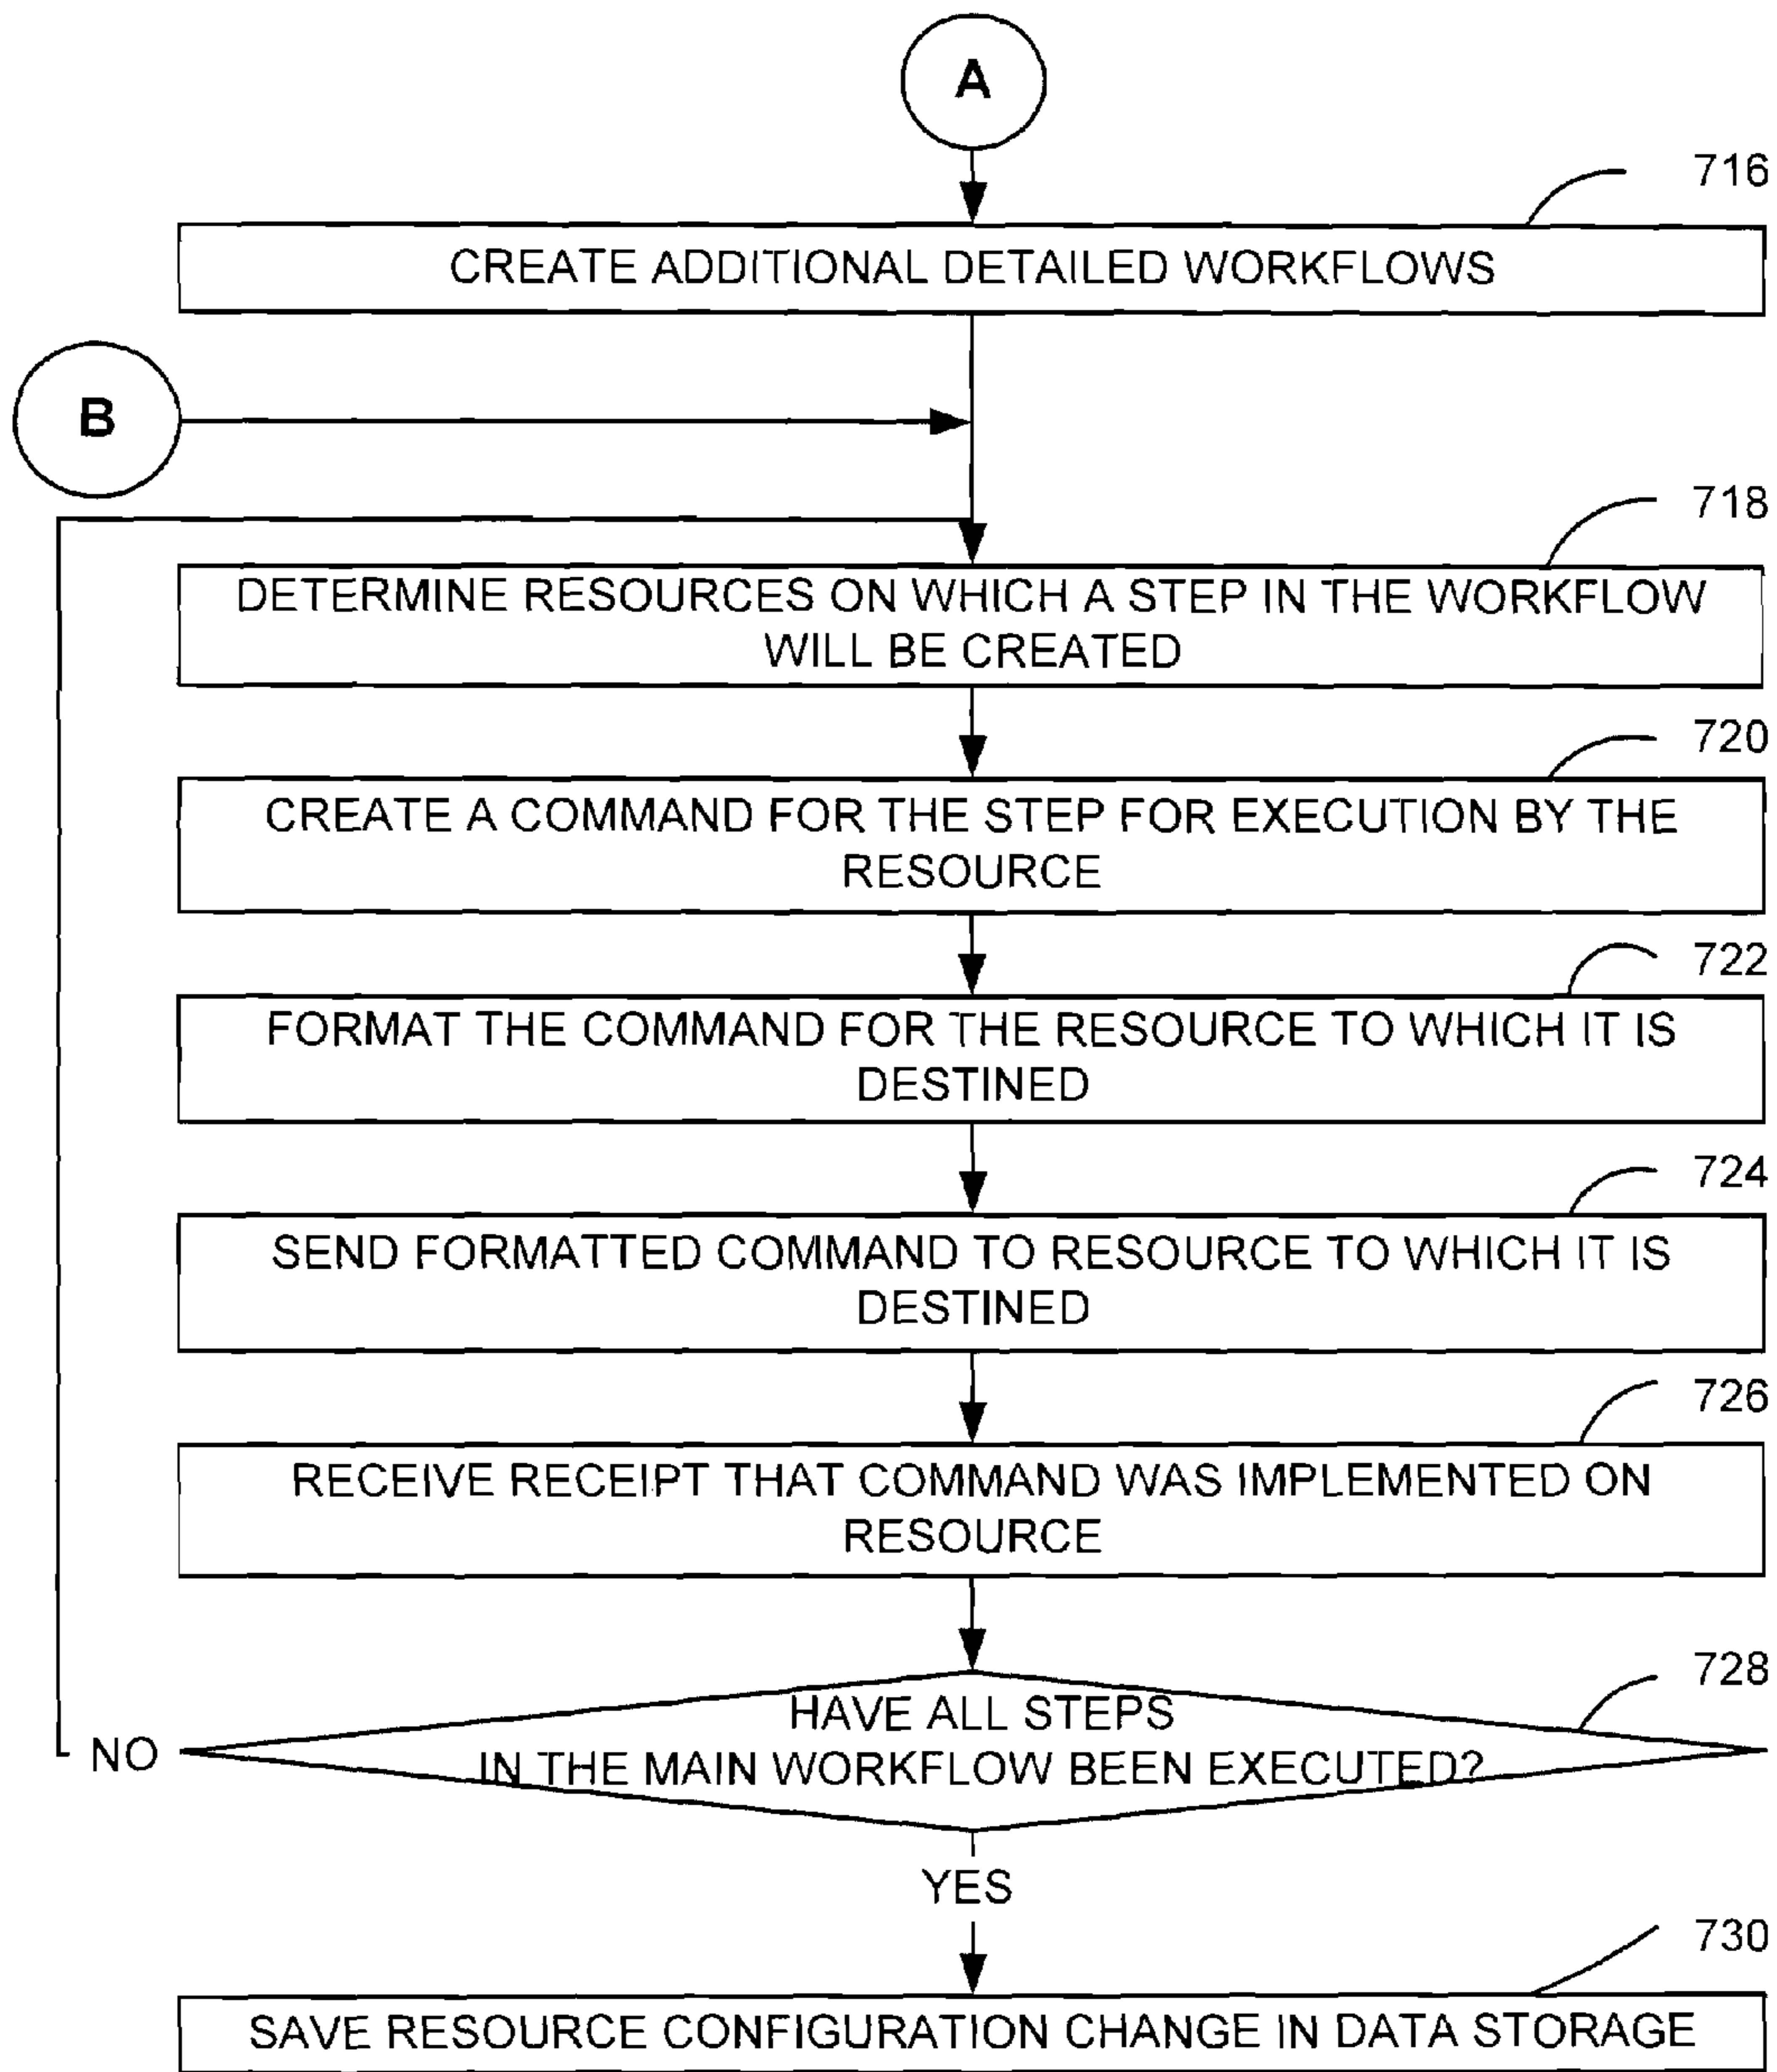 A
716
CREATE ADDITIONAL DETAILED WORKFLOWS
B
718
DETERMINE RESOURCES ON WHICH A STEP IN THE WORKFLOW
WILL BE CREATED
720
CREATE A COMMAND FOR THE STEP FOR EXECUTION BY THE
RESOURCE
722
FORMAT THE COMMAND FOR THE RESOURCE TO WHICH IT IS
DESTINED
724
SEND FORMATTED COMMAND TO RESOURCE TO WHICH IT IS
DESTINED
726
RECEIVE RECEIPT THAT COMMAND WAS IMPLEMENTED ON
RESOURCE
728
HAVE ALL STEPS
IN THE MAIN WORKFLOW BEEN EXECUTED?
NO
YES
730
SAVE RESOURCE CONFIGURATION CHANGE IN DATA STORAGE